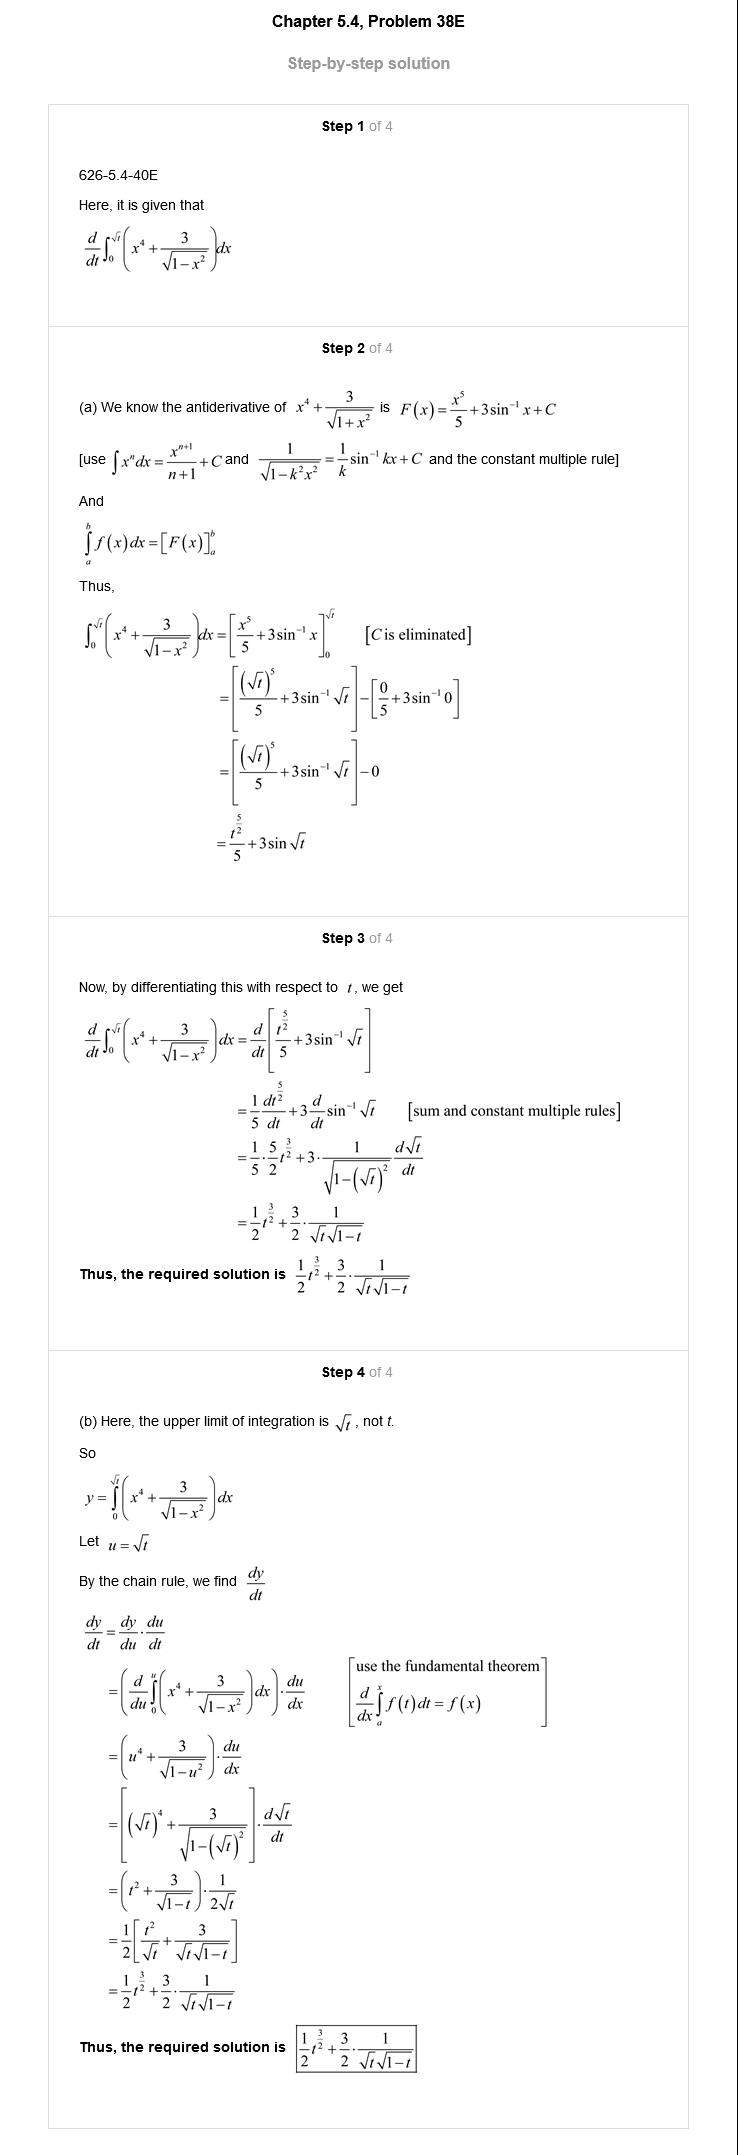 Chapter 5.4, Problem 38E
Step-by-step solution
Step 1 of 4
626-5.4-40E
Here, it is given that
$\frac{d}{dt}\int_0^{\sqrt{t}}\left(x^4+\frac{3}{\sqrt{1-x^2}}\right)dx$
Step 2 of 4
(a) We know the antiderivative of $x^4+\frac{3}{\sqrt{1+x^2}}$ is $F(x)=\frac{x^5}{5}+3\sin^{-1}x+C$
[use $\int x^n dx=\frac{x^{n+1}}{n+1}+C$ and $\frac{1}{\sqrt{1-k^2x^2}}=\frac{1}{k}\sin^{-1}kx+C$ and the constant multiple rule]
And
$\int_a^b f(x)dx=[F(x)]_a^b$
Thus,
$\int_0^{\sqrt{t}}\left(x^4+\frac{3}{\sqrt{1-x^2}}\right)dx=\left[\frac{x^5}{5}+3\sin^{-1}x\right]_0^{\sqrt{t}}$ [C is eliminated]
$=\left[\frac{(\sqrt{t})^5}{5}+3\sin^{-1}\sqrt{t}\right]-\left[\frac{0}{5}+3\sin^{-1}0\right]$
$=\left[\frac{(\sqrt{t})^5}{5}+3\sin^{-1}\sqrt{t}\right]-0$
$=\frac{t^{\frac{5}{2}}}{5}+3\sin\sqrt{t}$
Step 3 of 4
Now, by differentiating this with respect to $t$, we get
$\frac{d}{dt}\int_0^{\sqrt{t}}\left(x^4+\frac{3}{\sqrt{1-x^2}}\right)dx=\frac{d}{dt}\left[\frac{t^{\frac{5}{2}}}{5}+3\sin^{-1}\sqrt{t}\right]$
$=\frac{1}{5}\frac{dt^{\frac{5}{2}}}{dt}+3\frac{d}{dt}\sin^{-1}\sqrt{t}$ [sum and constant multiple rules]
$=\frac{1}{5}\cdot\frac{5}{2}t^{\frac{3}{2}}+3\cdot\frac{1}{\sqrt{1-(\sqrt{t})^2}}\frac{d\sqrt{t}}{dt}$
$=\frac{1}{2}t^{\frac{3}{2}}+\frac{3}{2}\cdot\frac{1}{\sqrt{t}\sqrt{1-t}}$
Thus, the required solution is $\frac{1}{2}t^{\frac{3}{2}}+\frac{3}{2}\cdot\frac{1}{\sqrt{t}\sqrt{1-t}}$
Step 4 of 4
(b) Here, the upper limit of integration is $\sqrt{t}$, not t.
So
$y=\int_0^{\sqrt{t}}\left(x^4+\frac{3}{\sqrt{1-x^2}}\right)dx$
Let $u=\sqrt{t}$
By the chain rule, we find $\frac{dy}{dt}$
$\frac{dy}{dt}=\frac{dy}{du}\cdot\frac{du}{dt}$
$=\left(\frac{d}{du}\int_0^u\left(x^4+\frac{3}{\sqrt{1-x^2}}\right)dx\right)\cdot\frac{du}{dx}$ [use the fundamental theorem $\frac{d}{dx}\int_a^x f(t)dt=f(x)$]
$=\left(u^4+\frac{3}{\sqrt{1-u^2}}\right)\cdot\frac{du}{dx}$
$=\left[(\sqrt{t})^4+\frac{3}{\sqrt{1-(\sqrt{t})^2}}\right]\cdot\frac{d\sqrt{t}}{dt}$
$=\left(t^2+\frac{3}{\sqrt{1-t}}\right)\cdot\frac{1}{2\sqrt{t}}$
$=\frac{1}{2}\left[\frac{t^2}{\sqrt{t}}+\frac{3}{\sqrt{t}\sqrt{1-t}}\right]$
$=\frac{1}{2}t^{\frac{3}{2}}+\frac{3}{2}\cdot\frac{1}{\sqrt{t}\sqrt{1-t}}$
Thus, the required solution is $\frac{1}{2}t^{\frac{3}{2}}+\frac{3}{2}\cdot\frac{1}{\sqrt{t}\sqrt{1-t}}$